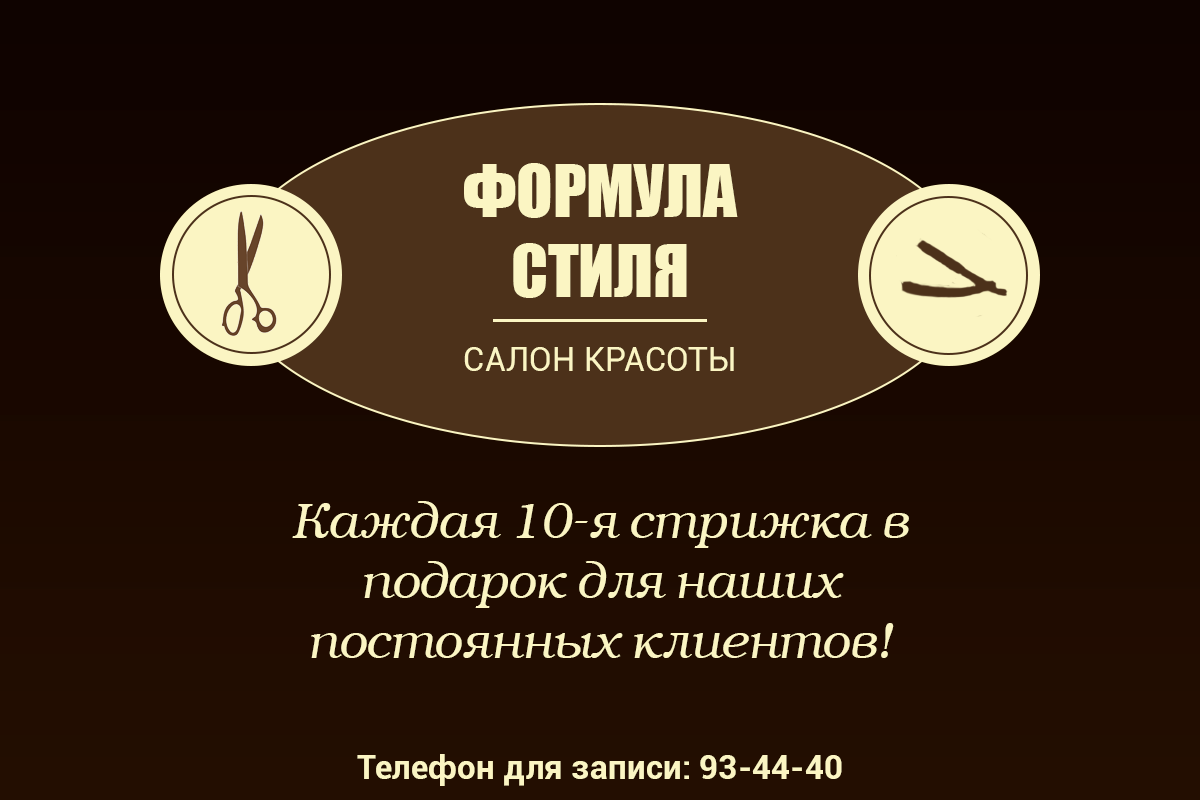 ФОРМУЛА
СТИЛЯ
САЛОН КРАСОТЫ
Каждая 10-я стрижка в
подарок для наших
постоянных клиентов!
Телефон для записи: 93-44-40